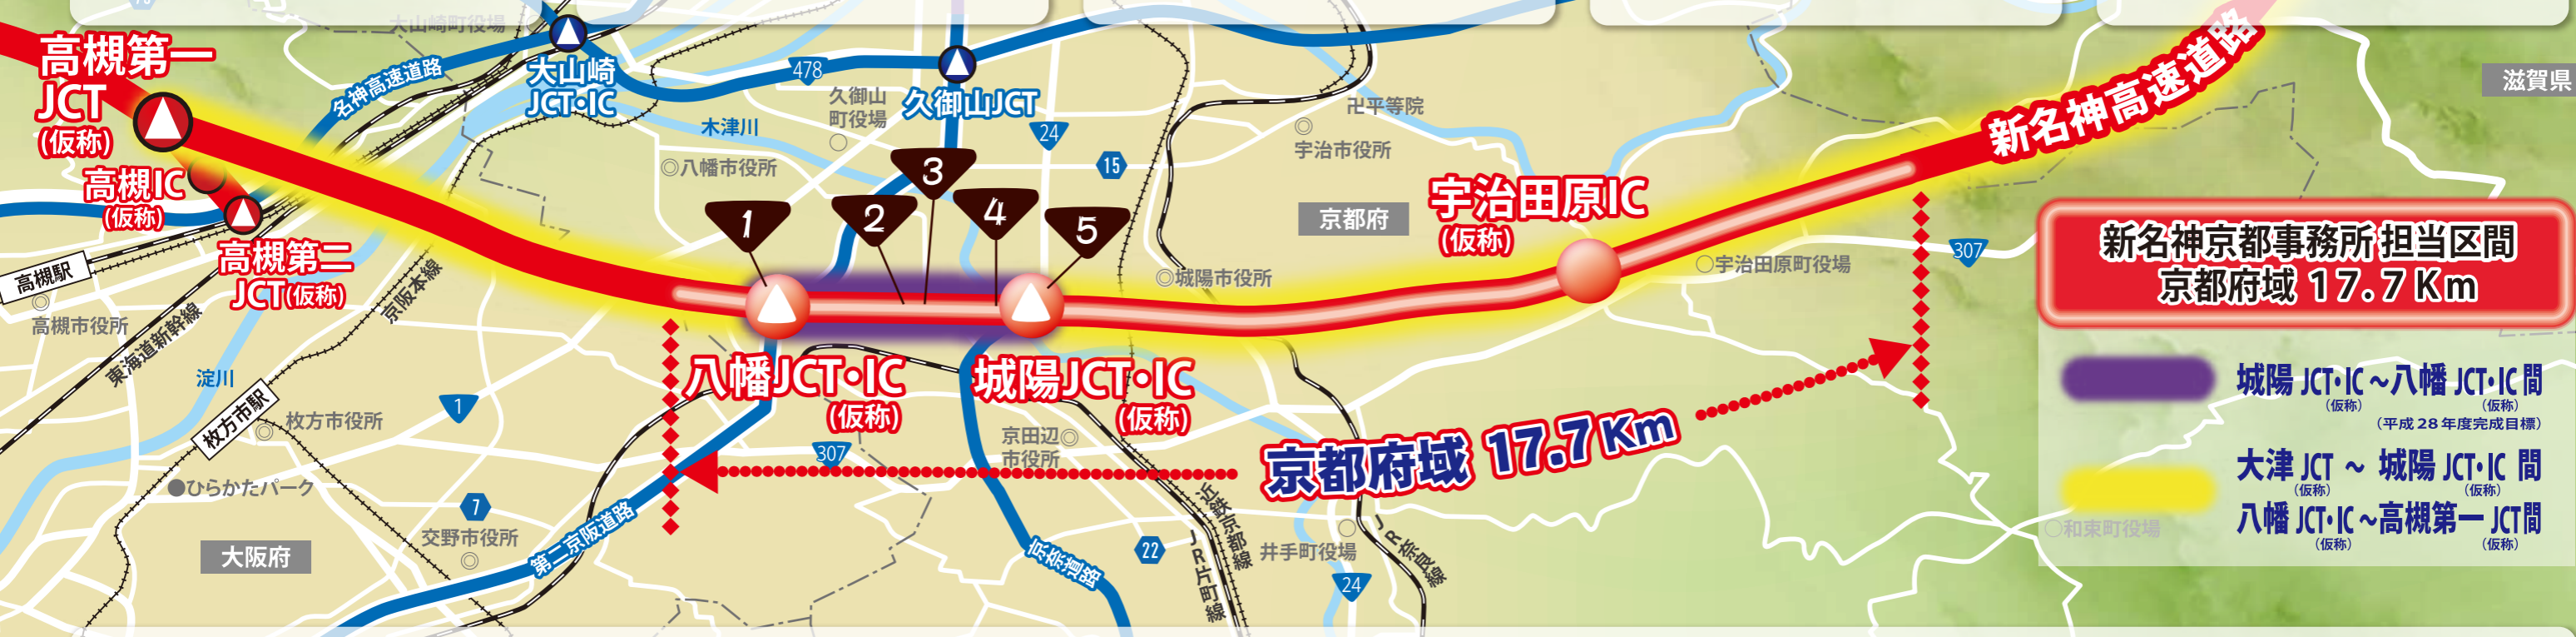 大山崎町役場
高槻第一
JCT
(仮称)
高槻IC
(仮称)
高槻第二
JCT(仮称)
高槻駅
高槻市役所
東海道新幹線
京阪本線
淀川
枚方市駅
枚方市役所
ひらかたパーク
大阪府
1
7
交野市役所
第二京阪道路
名神高速道路
大山崎
JCT・IC
478
久御山
町役場
久御山JCT
木津川
八幡市役所
24
15
卍平等院
宇治市役所
京都府
1
2
3
4
5
八幡JCT・IC
(仮称)
城陽JCT・IC
(仮称)
城陽市役所
宇治田原IC
(仮称)
宇治田原町役場
307
307
京田辺
市役所
京都府域 17.7Km
22
近鉄京都線
JR片町線
京奈道路
井手町役場
24
JR奈良線
新名神高速道路
滋賀県
新名神京都事務所 担当区間
京都府域 17.7Km
城陽 JCT・IC ~八幡 JCT・IC 間
(仮称) (仮称)
(平成28年度完成目標)
大津 JCT ~ 城陽 JCT・IC 間
(仮称) (仮称)
八幡 JCT・IC ~高槻第一 JCT 間
(仮称) (仮称)
和束町役場